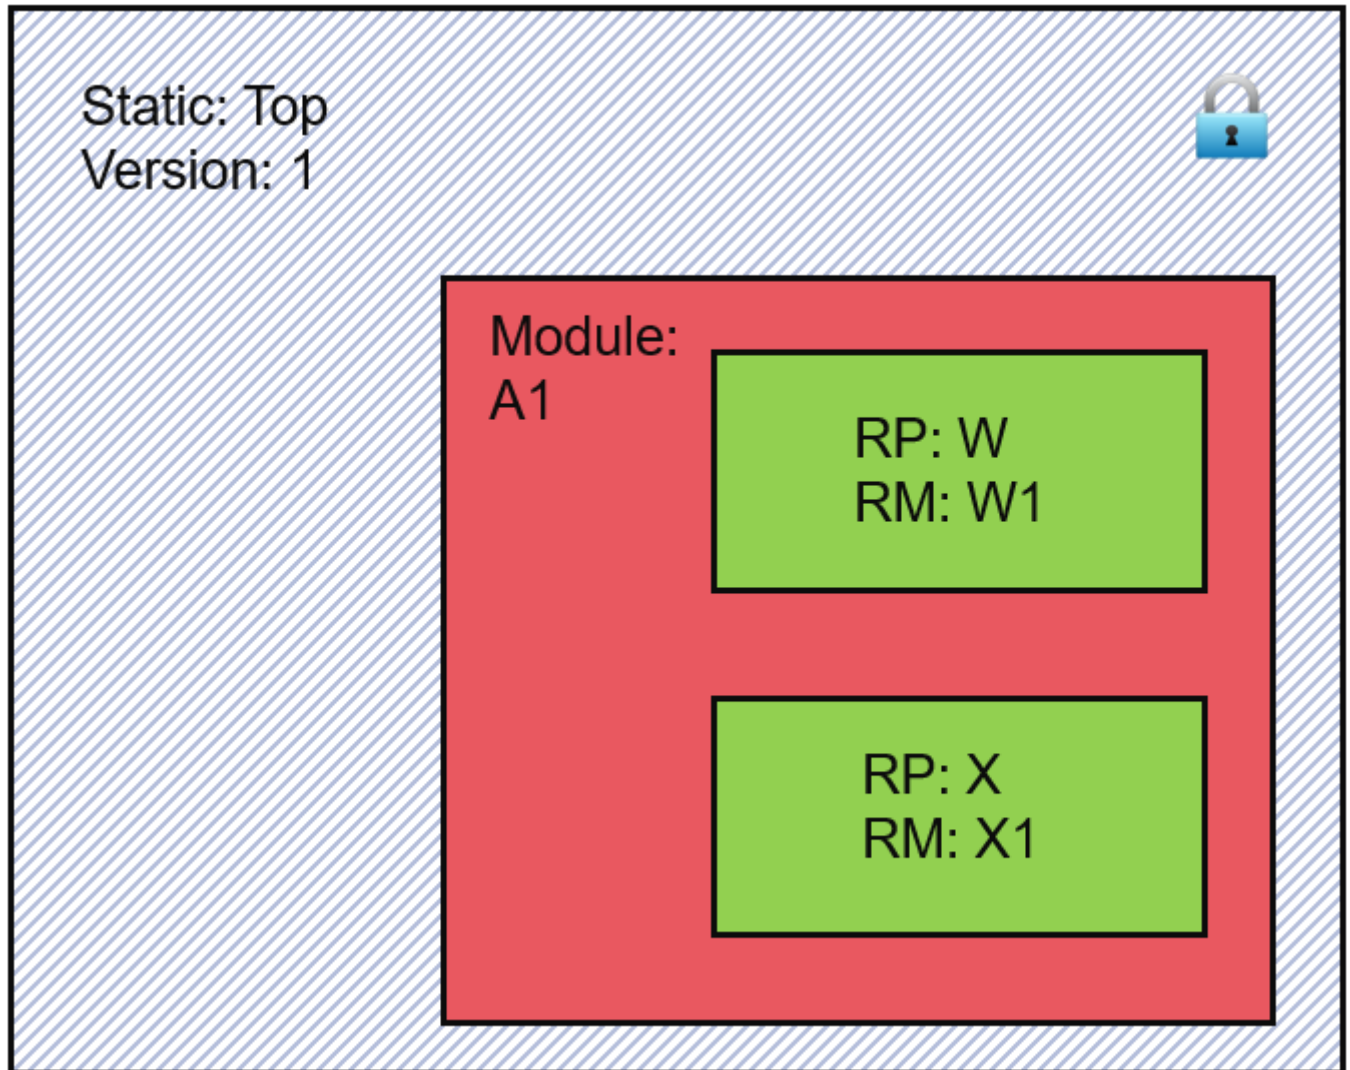 Static: Top
Version: 1
Module:
A1
RP: W
RM: W1
RP: X
RM: X1